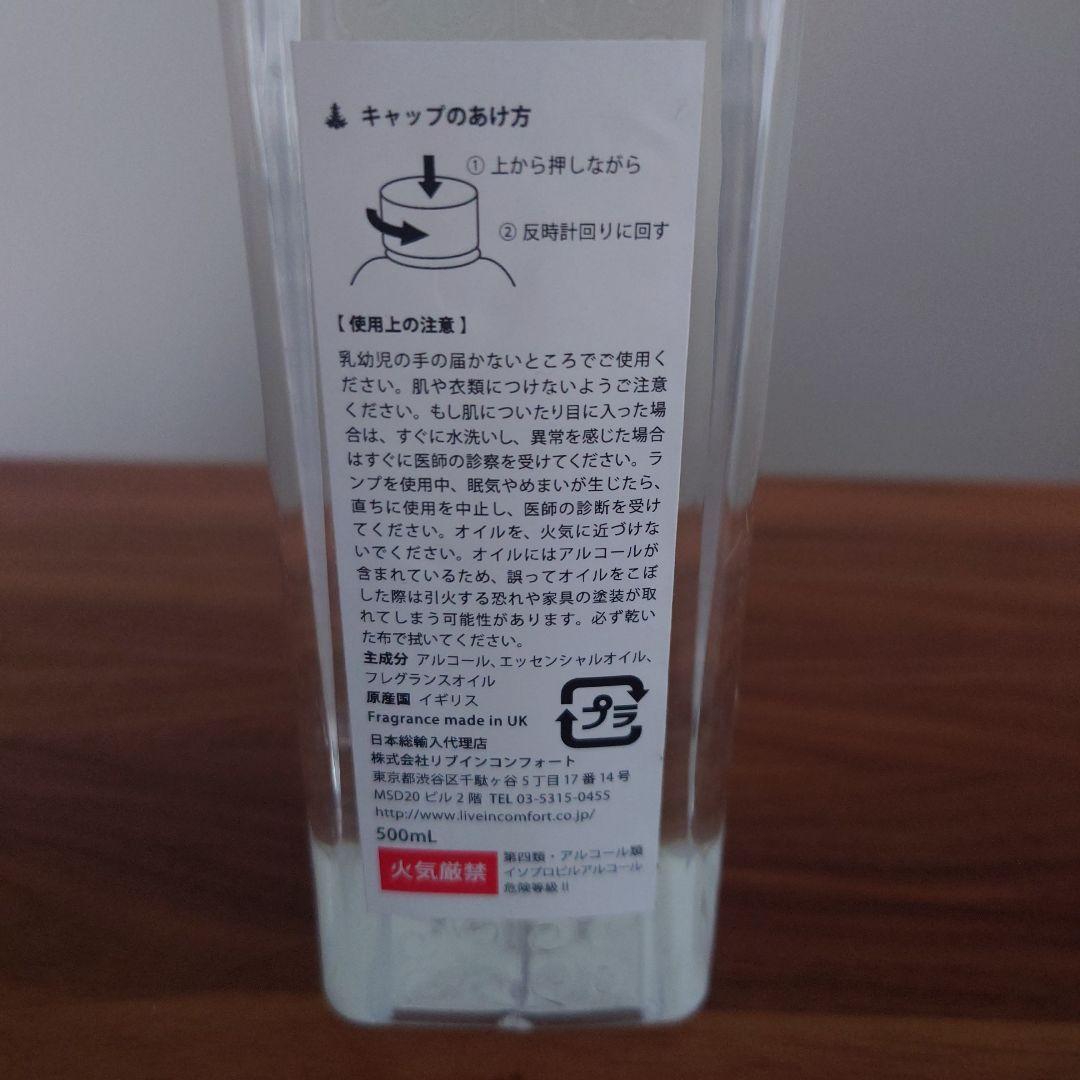 キャップのあけ方
① 上から押しながら
② 反時計回りに回す
【 使用上の注意 】
乳幼児の手の届かないところでご使用く
ださい。肌や衣類につけないようご注意
ください。もし肌についたり目に入った場
合は、すぐに水洗いし、異常を感じた場合
はすぐに医師の診察を受けてください。ラ
ンプを使用中、眠気やめまいが生じたら、
直ちに使用を中止し、医師の診断を受け
てください。オイルを、火気に近づけな
いでください。オイルにはアルコールが
含まれているため、誤ってオイルをこぼ
した際は引火する恐れや家具の塗装が取
れてしまう可能性があります。必ず乾い
た布で拭いてください。
主成分 アルコール、エッセンシャルオイル、
フレグランスオイル
原産国 イギリス
Fragrance made in UK
プラ
日本総輸入代理店
株式会社リブインコンフォート
東京都渋谷区千駄ヶ谷5丁目17番14号
MSD20 ビル 2 階 TEL 03-5315-0455
http://www.liveincomfort.co.jp/
500mL
火気厳禁
第四類・アルコール類
イソプロピルアルコール
危険等級 II